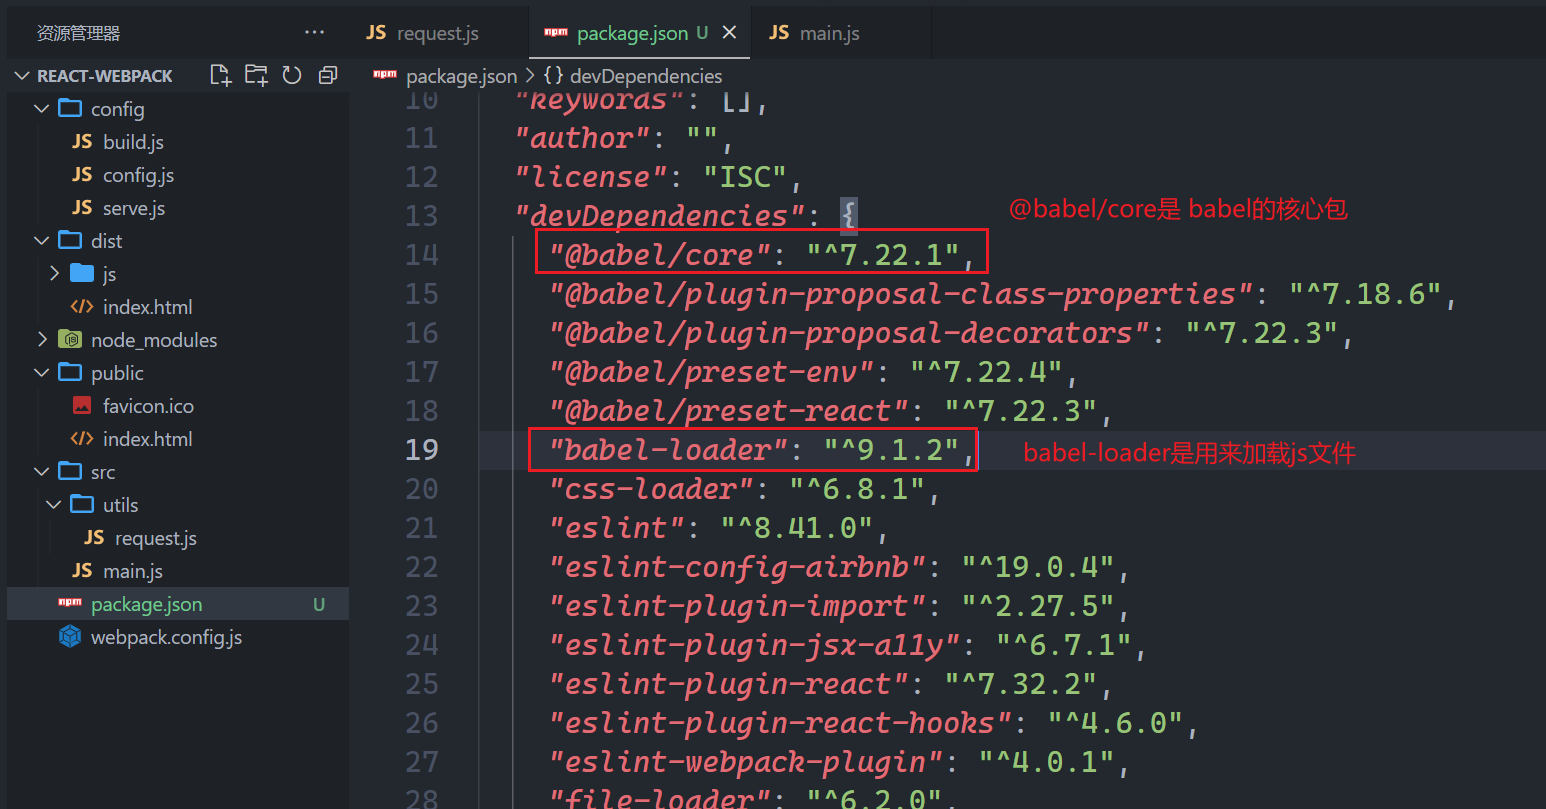 资源管理器
···
JS request.js
npm package.json U ×
JS main.js
REACT-WEBPACK
npm package.json > {} devDependencies
config
JS build.js
JS config.js
JS serve.js
dist
js
<> index.html
node_modules
public
favicon.ico
<> index.html
src
utils
JS request.js
JS main.js
npm package.json U
webpack.config.js
10 "keywords": [],
11 "author": "",
12 "license": "ISC",
13 "devDependencies": {
@babel/core是 babel的核心包
14 "@babel/core": "^7.22.1",
15 "@babel/plugin-proposal-class-properties": "^7.18.6",
16 "@babel/plugin-proposal-decorators": "^7.22.3",
17 "@babel/preset-env": "^7.22.4",
18 "@babel/preset-react": "^7.22.3",
19 "babel-loader": "^9.1.2",
babel-loader是用来加载js文件
20 "css-loader": "^6.8.1",
21 "eslint": "^8.41.0",
22 "eslint-config-airbnb": "^19.0.4",
23 "eslint-plugin-import": "^2.27.5",
24 "eslint-plugin-jsx-a11y": "^6.7.1",
25 "eslint-plugin-react": "^7.32.2",
26 "eslint-plugin-react-hooks": "^4.6.0",
27 "eslint-webpack-plugin": "^4.0.1",
28 "file-loader": "^6.2.0",